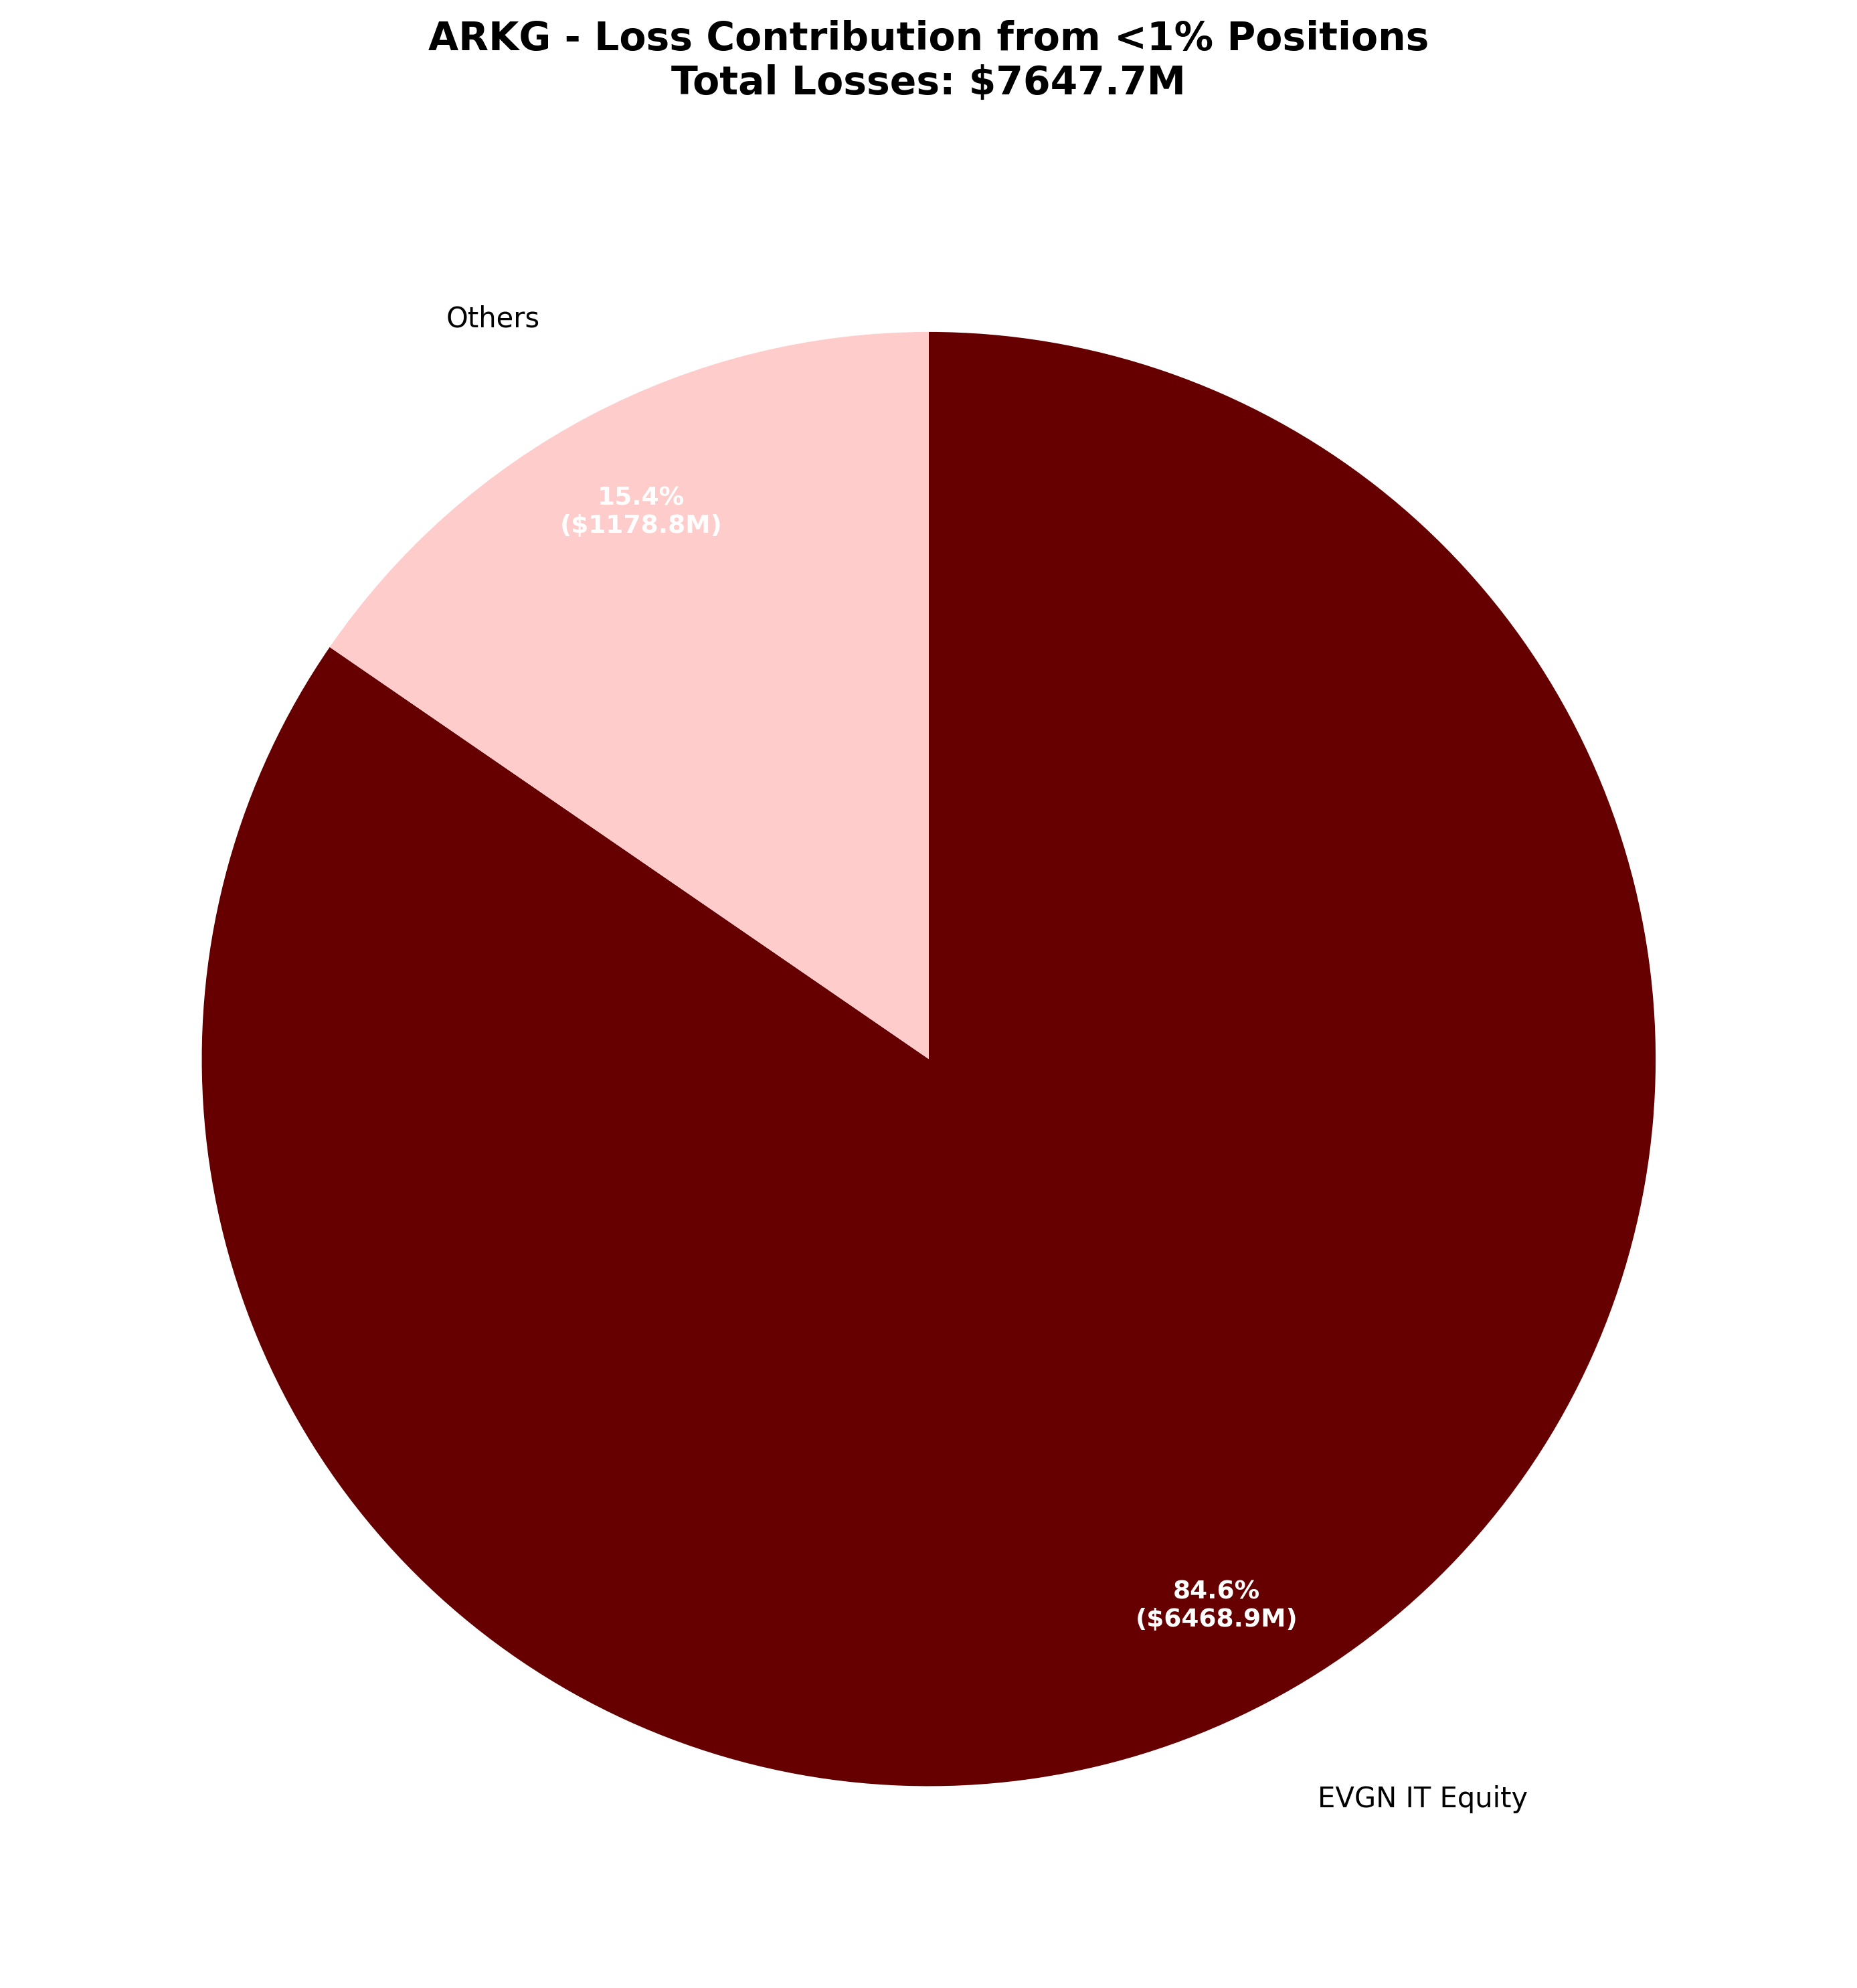 ARKG - Loss Contribution from <1% Positions
Total Losses: $7647.7M
Others
15.4%
($1178.8M)
84.6%
($6468.9M)
EVGN IT Equity